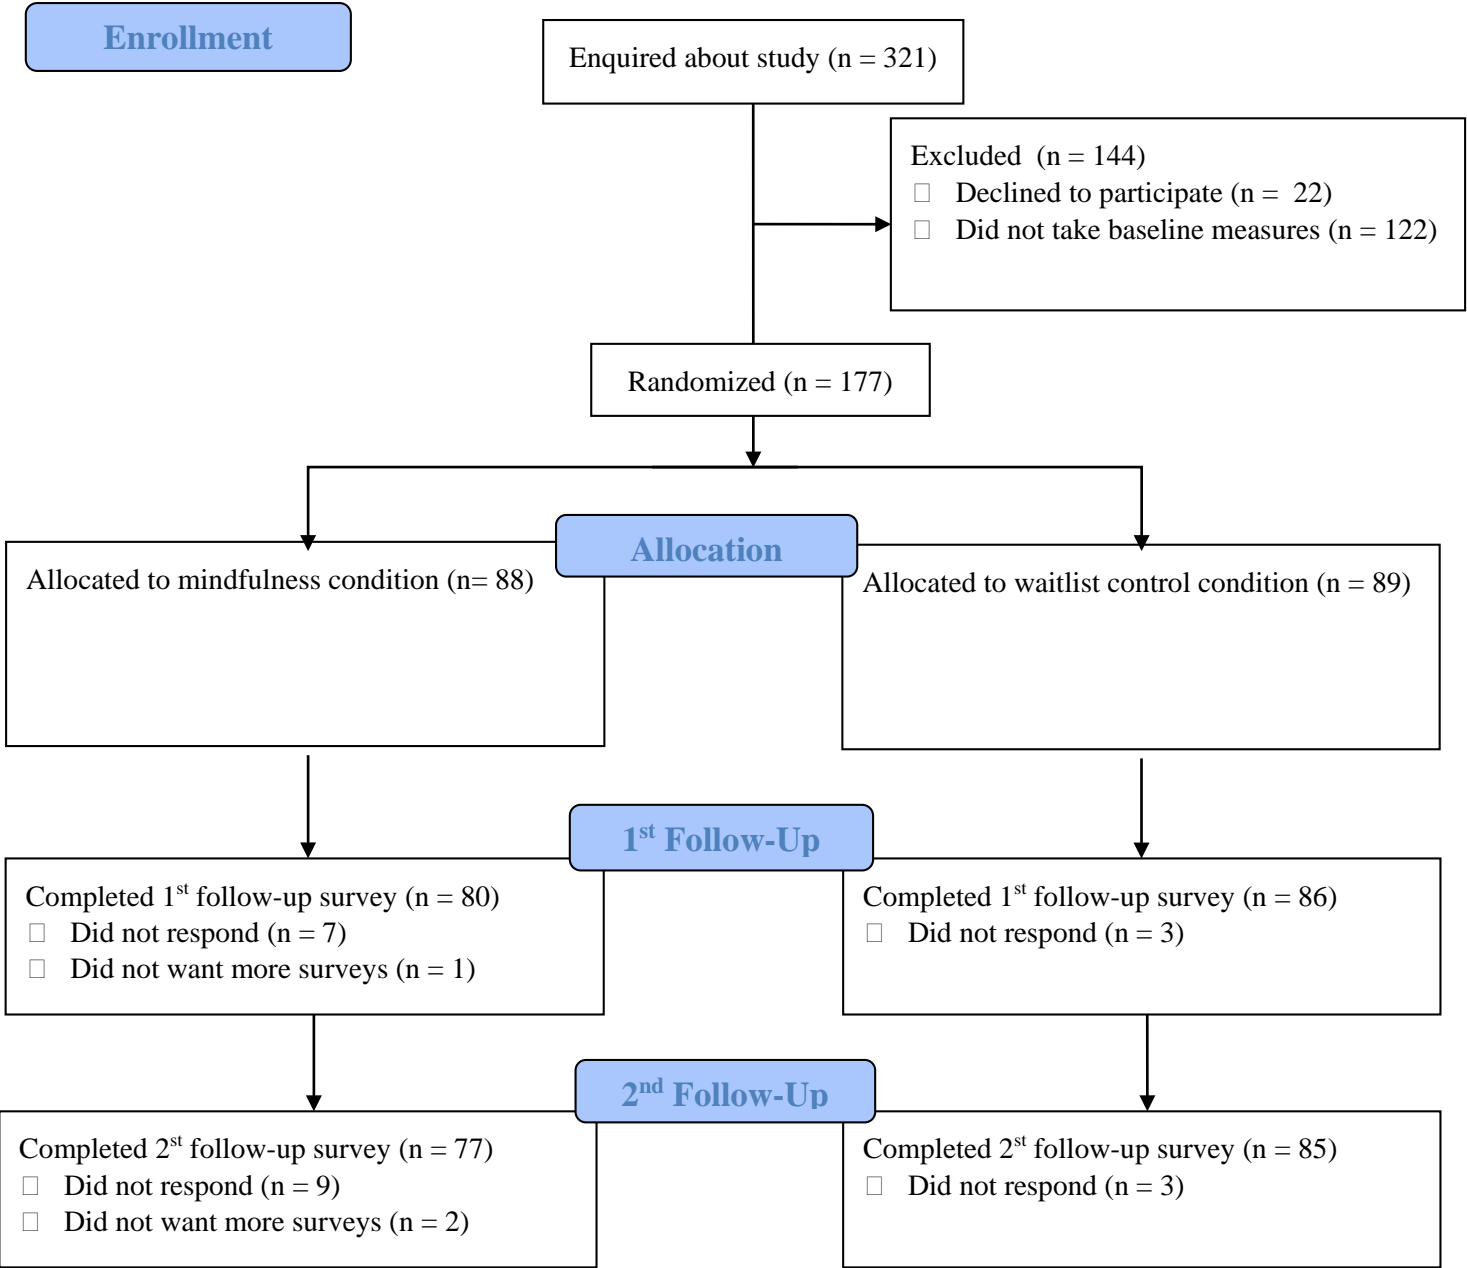 Enrollment
Enquired about study (n = 321)
Excluded  (n = 144)
Declined to participate (n =  22)
Did not take baseline measures (n = 122)
Randomized (n = 177)
Allocation
Allocated to mindfulness condition (n= 88)
Allocated to waitlist control condition (n = 89)
1st Follow-Up
Completed 1st follow-up survey (n = 80)
Did not respond (n = 7)
Did not want more surveys (n = 1)
Completed 1st follow-up survey (n = 86)
Did not respond (n = 3)
2nd Follow-Up
Completed 2st follow-up survey (n = 77)
Did not respond (n = 9)
Did not want more surveys (n = 2)
Completed 2st follow-up survey (n = 85)
Did not respond (n = 3)